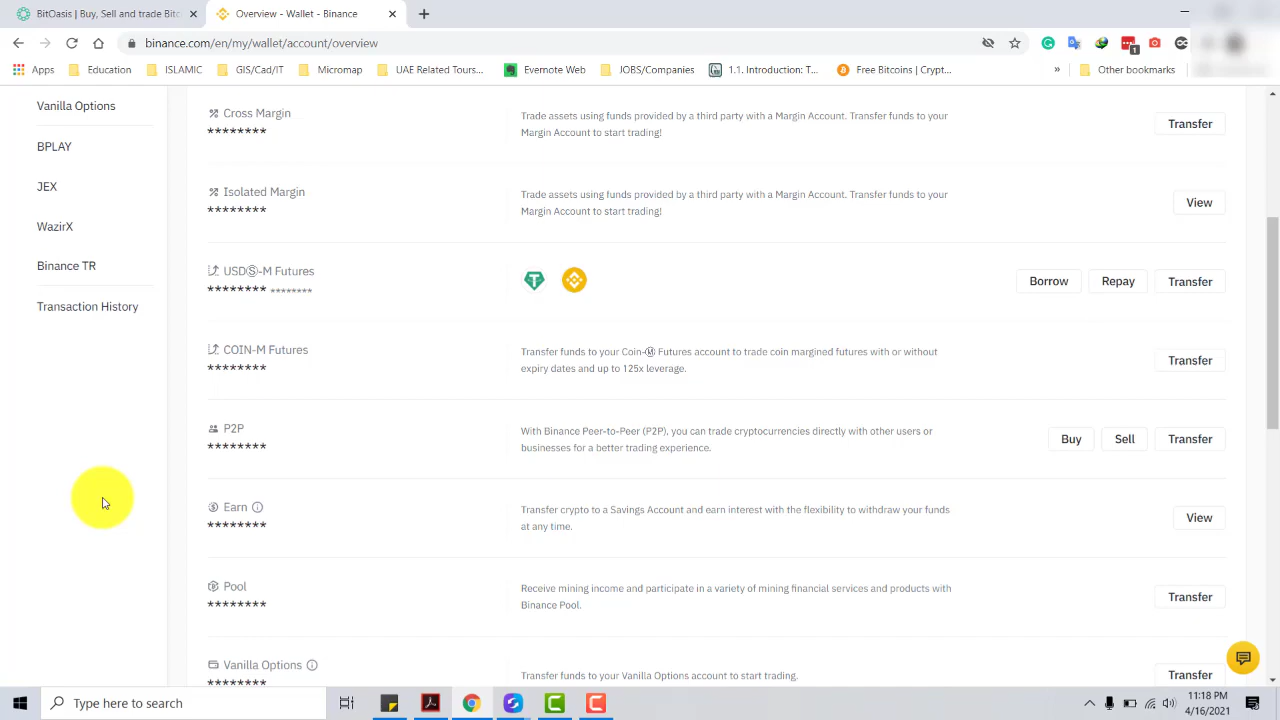 BitOasis | Buy, Sell and trade Bitc
Overview - Wallet - Binance
binance.com/en/my/wallet/account/overview
1
Apps
Education
ISLAMIC
GIS/Cad/IT
Micromap
UAE Related Tours...
Evernote Web
JOBS/Companies
1.1. Introduction: T...
Free Bitcoins | Crypt...
»
Other bookmarks
Vanilla Options
BPLAY
JEX
WazirX
Binance TR
Transaction History
Cross Margin
********
Trade assets using funds provided by a third party with a Margin Account. Transfer funds to your
Margin Account to start trading!
Transfer
Isolated Margin
********
Trade assets using funds provided by a third party with a Margin Account. Transfer funds to your
Margin Account to start trading!
View
USDⓈ-M Futures
******** ********
Borrow
Repay
Transfer
COIN-M Futures
********
Transfer funds to your Coin-Ⓜ Futures account to trade coin margined futures with or without
expiry dates and up to 125x leverage.
Transfer
P2P
********
With Binance Peer-to-Peer (P2P), you can trade cryptocurrencies directly with other users or
businesses for a better trading experience.
Buy
Sell
Transfer
Earn
********
Transfer crypto to a Savings Account and earn interest with the flexibility to withdraw your funds
at any time.
View
Pool
********
Receive mining income and participate in a variety of mining financial services and products with
Binance Pool.
Transfer
Vanilla Options
********
Transfer funds to your Vanilla Options account to start trading.
Transfer
Type here to search
11:18 PM
4/16/2021